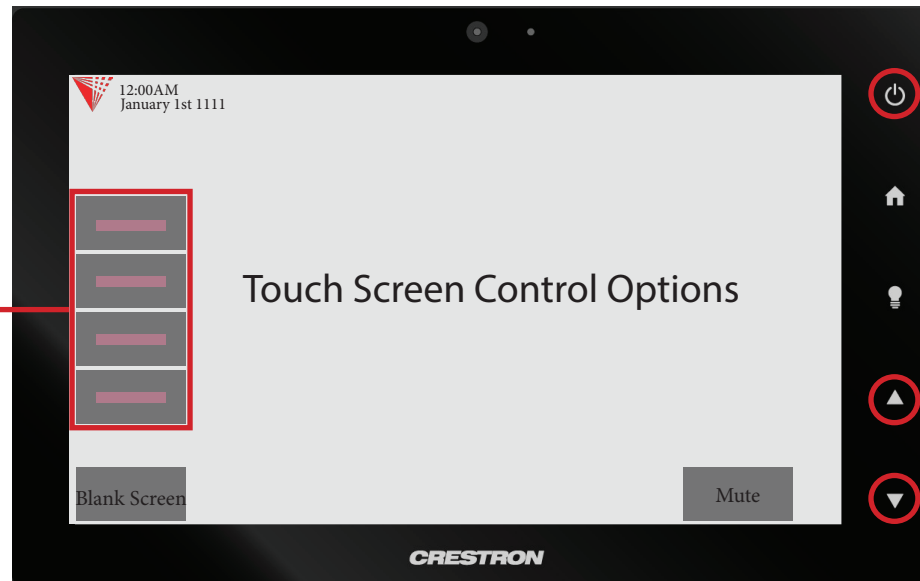 12:00AM
January 1st 1111
Touch Screen Control Options
Blank Screen
Mute
CRESTRON